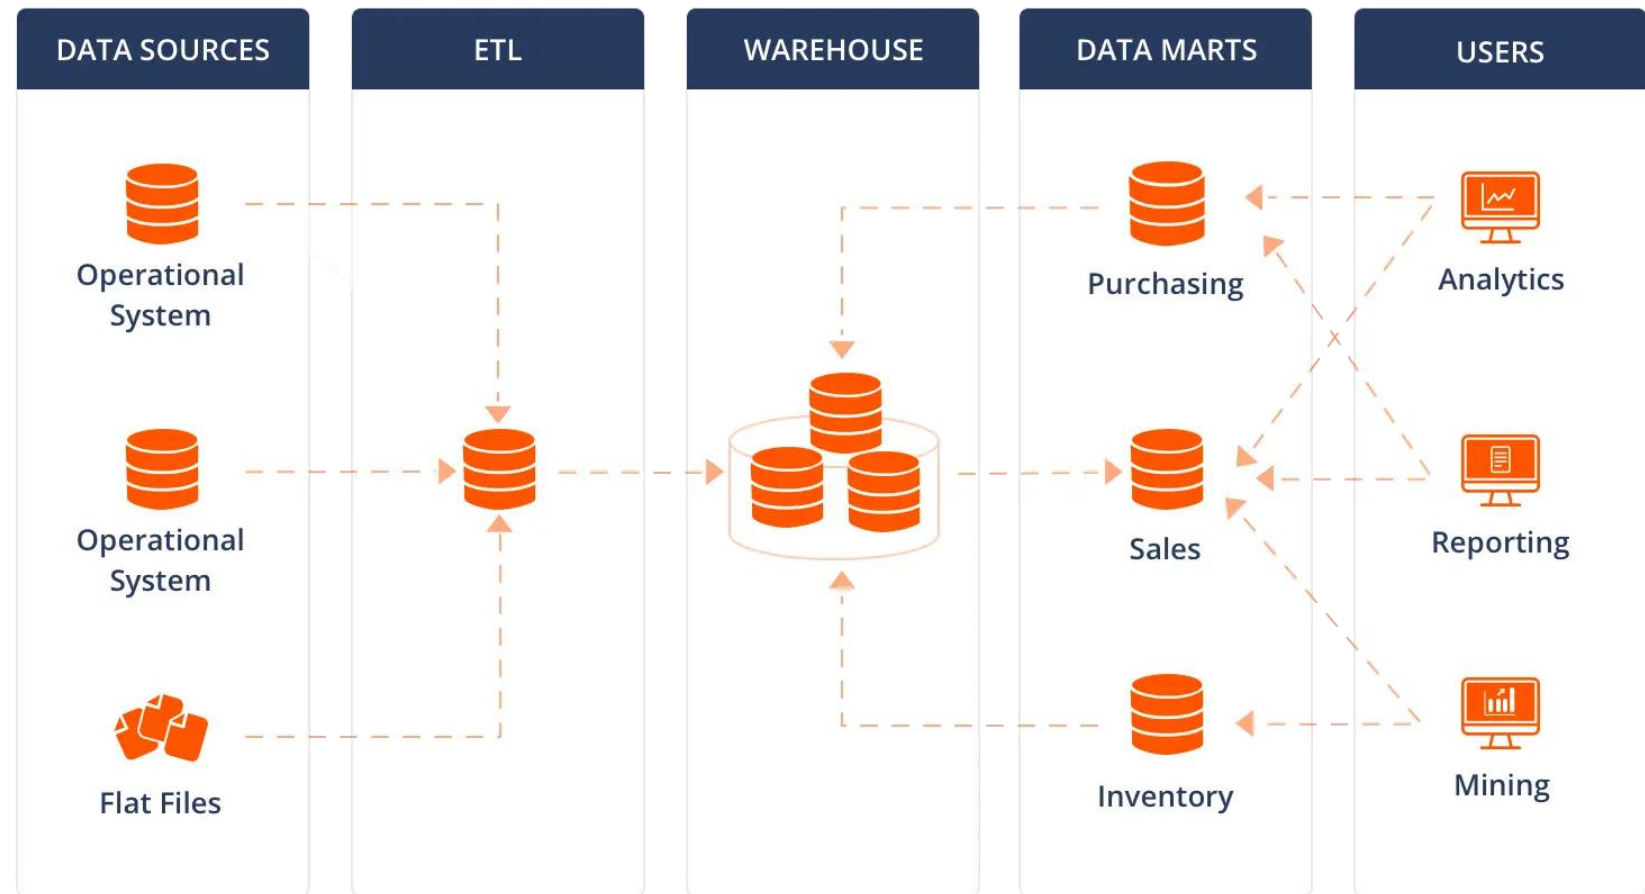 DATA SOURCES
ETL
WAREHOUSE
DATA MARTS
USERS
Operational
System
Operational
System
Flat Files
Purchasing
Sales
Inventory
Analytics
Reporting
Mining